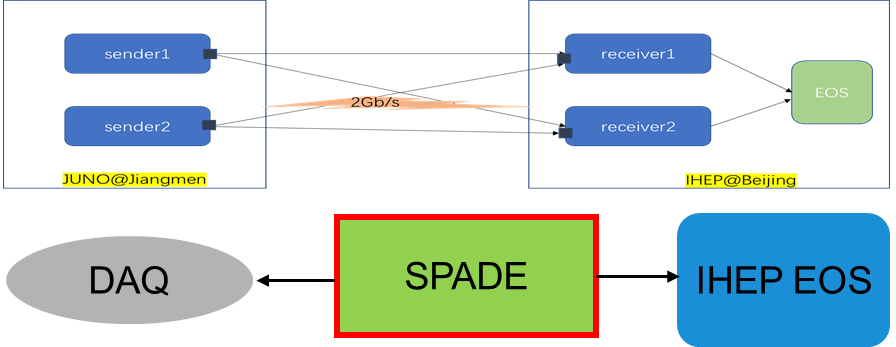 sender1
receiver1
EOS
2Gb/s
sender2
receiver2
JUNO@Jiangmen
IHEP@Beijing
DAQ
SPADE
IHEP EOS